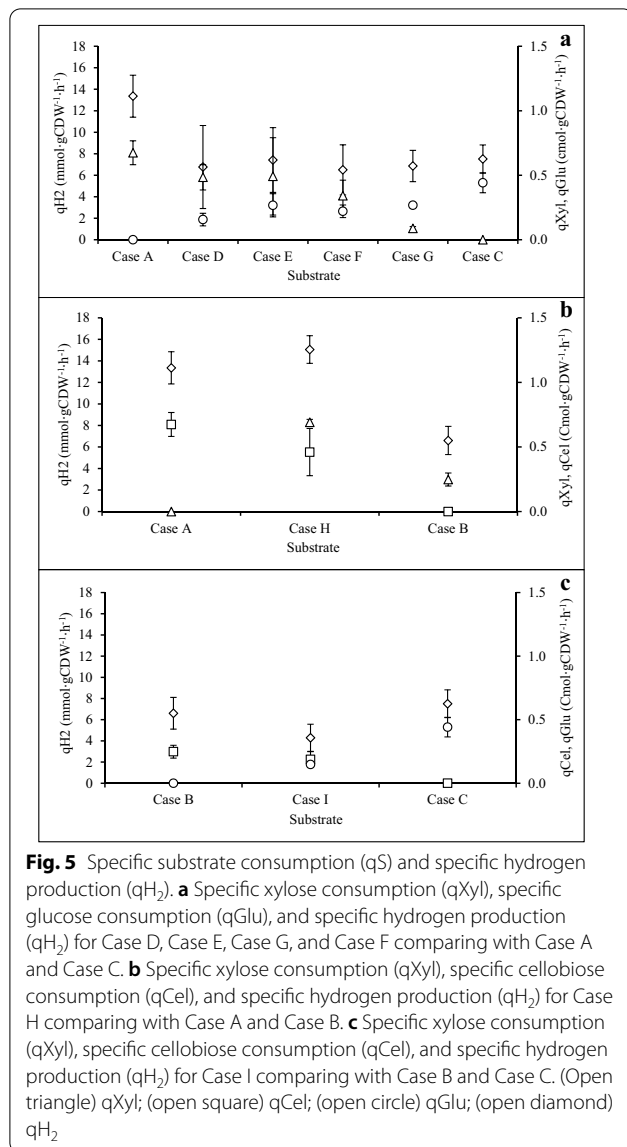 a
18
16
14
12
10
8
6
4
2
0
qH2 (mmol·gCDW-1·h-1)
1.5
1.0
0.5
0.0
qXyl, qGlu (cmol·gCDW-1·h-1)
Case A Case D Case E Case F Case G Case C
Substrate
b
18
16
14
12
10
8
6
4
2
0
qH2 (mmol·gCDW-1·h-1)
1.5
1.0
0.5
0.0
qXyl, qCel (Cmol·gCDW-1·h-1)
Case A Case H Case B
Substrate
c
18
16
14
12
10
8
6
4
2
0
qH2 (mmol·gCDW-1·h-1)
1.5
1.0
0.5
0.0
qCel, qGlu (Cmol·gCDW-1·h-1)
Case B Case I Case C
Substrate
Fig. 5 Specific substrate consumption (qS) and specific hydrogen
production (qH2). a Specific xylose consumption (qXyl), specific
glucose consumption (qGlu), and specific hydrogen production
(qH2) for Case D, Case E, Case G, and Case F comparing with Case A
and Case C. b Specific xylose consumption (qXyl), specific cellobiose
consumption (qCel), and specific hydrogen production (qH2) for Case
H comparing with Case A and Case B. c Specific xylose consumption
(qXyl), specific cellobiose consumption (qCel), and specific hydrogen
production (qH2) for Case I comparing with Case B and Case C. (Open
triangle) qXyl; (open square) qCel; (open circle) qGlu; (open diamond)
qH2